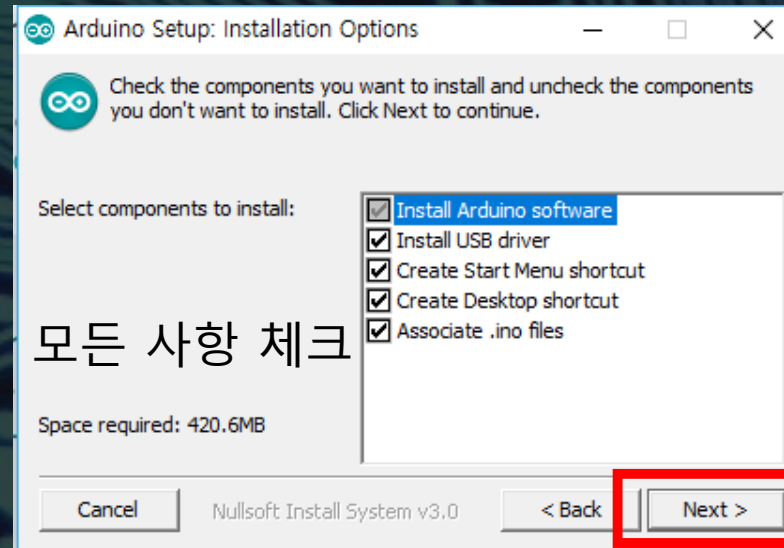 Arduino Setup: Installation Options
Check the components you want to install and uncheck the components
you don't want to install. Click Next to continue.
Select components to install:
Install Arduino software
Install USB driver
Create Start Menu shortcut
Create Desktop shortcut
Associate .ino files
모든 사항 체크
Space required: 420.6MB
Cancel
Nullsoft Install System v3.0
< Back
Next >